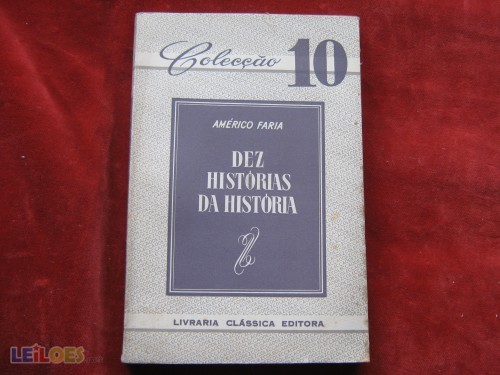 Colecção 10
AMÉRICO FARIA
DEZ
HISTÓRIAS
DA HISTÓRIA
LIVRARIA CLÁSSICA EDITORA
LEILOES